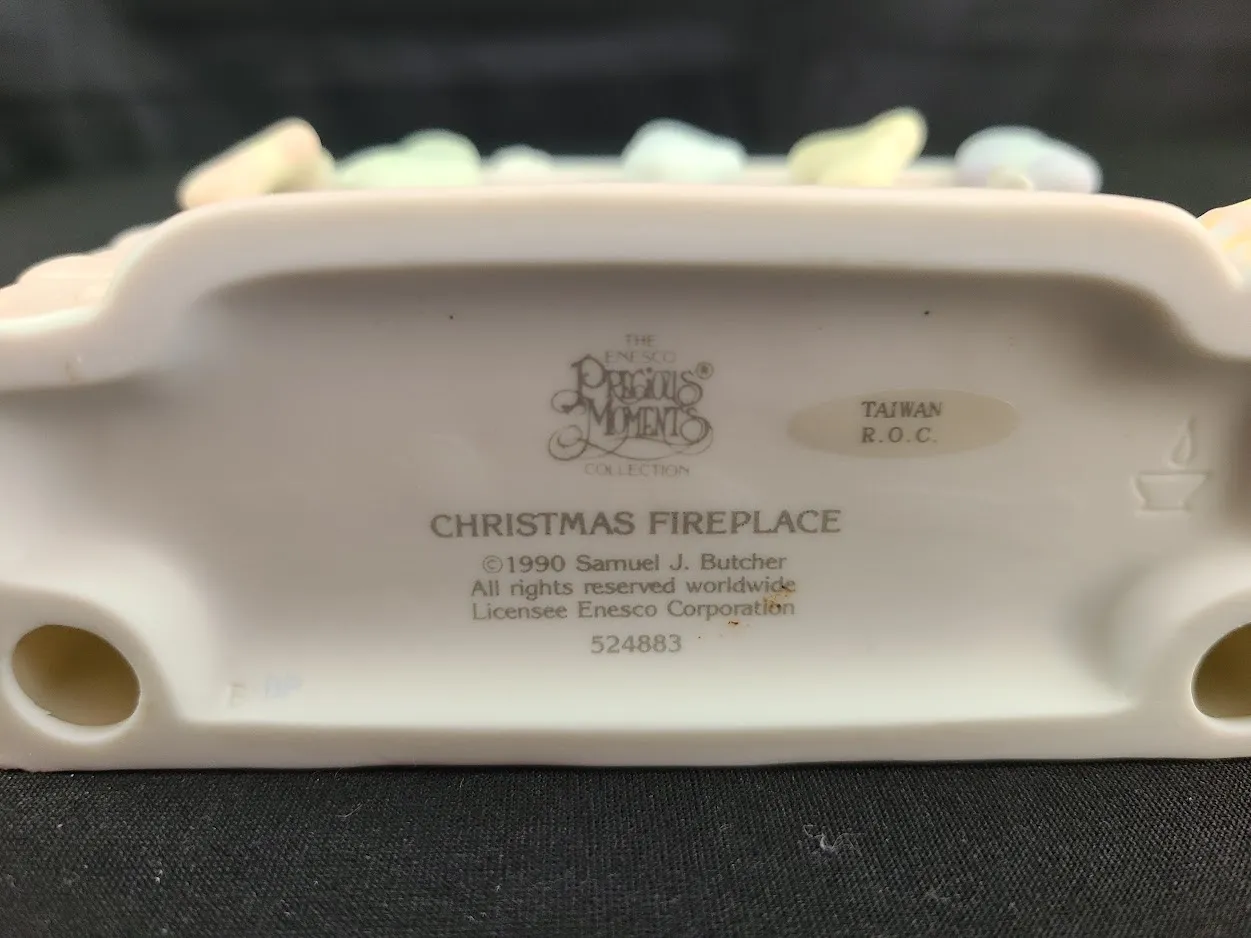 THE
ENESCO
PRECIOUS®
MOMENTS
COLLECTION
TAIWAN
R.O.C.
CHRISTMAS FIREPLACE
©1990 Samuel J. Butcher
All rights reserved worldwide
Licensee Enesco Corporation
524883